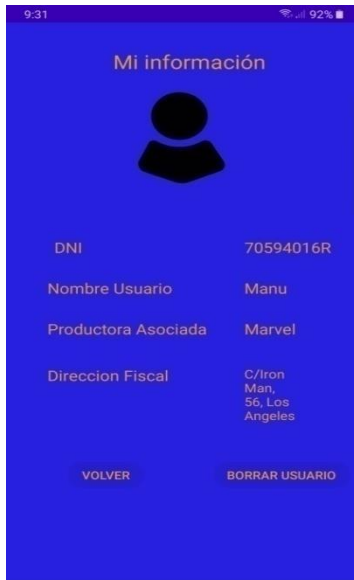 9:31 92%
Mi información
DNI 70594016R
Nombre Usuario Manu
Productora Asociada Marvel
Direccion Fiscal C/Iron
Man,
56, Los
Angeles
VOLVER BORRAR USUARIO